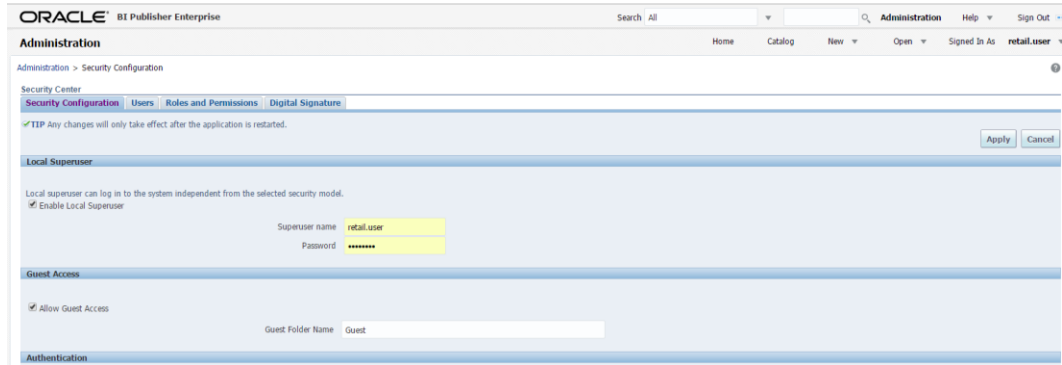 ORACLE BI Publisher Enterprise Search All Administration Help Sign Out
Administration Home Catalog New Open Signed In As retail.user
Administration > Security Configuration
Security Center
Security Configuration Users Roles and Permissions Digital Signature
TIP Any changes will only take effect after the application is restarted.
Apply Cancel
Local Superuser
Local superuser can log in to the system independent from the selected security model.
Enable Local Superuser
Superuser name retail.user
Password ••••••••
Guest Access
Allow Guest Access
Guest Folder Name Guest
Authentication